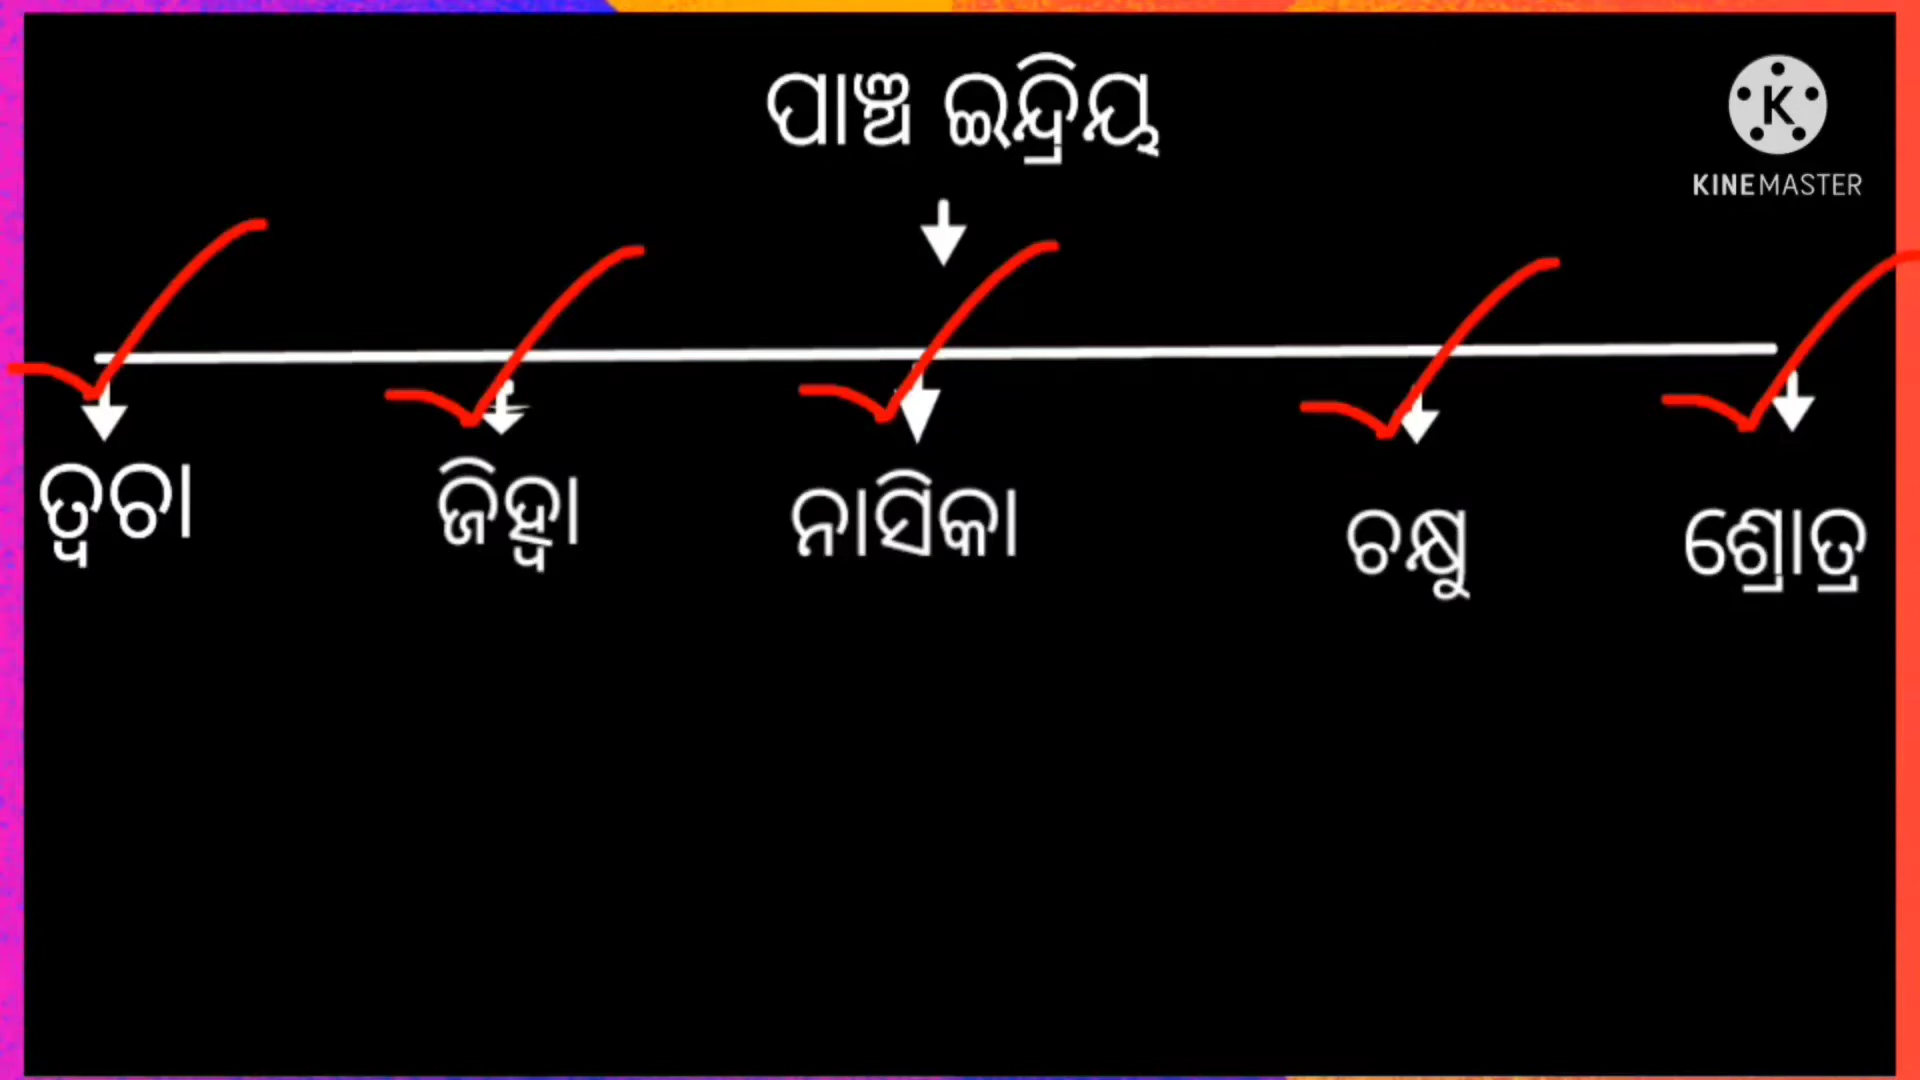 ପାଞ୍ଚ ଇନ୍ଦ୍ରିୟ
K
KINEMASTER
ତ୍ୱଚା ଜିହ୍ୱା ନାସିକା ଚକ୍ଷୁ ଶ୍ରୋତ୍ର